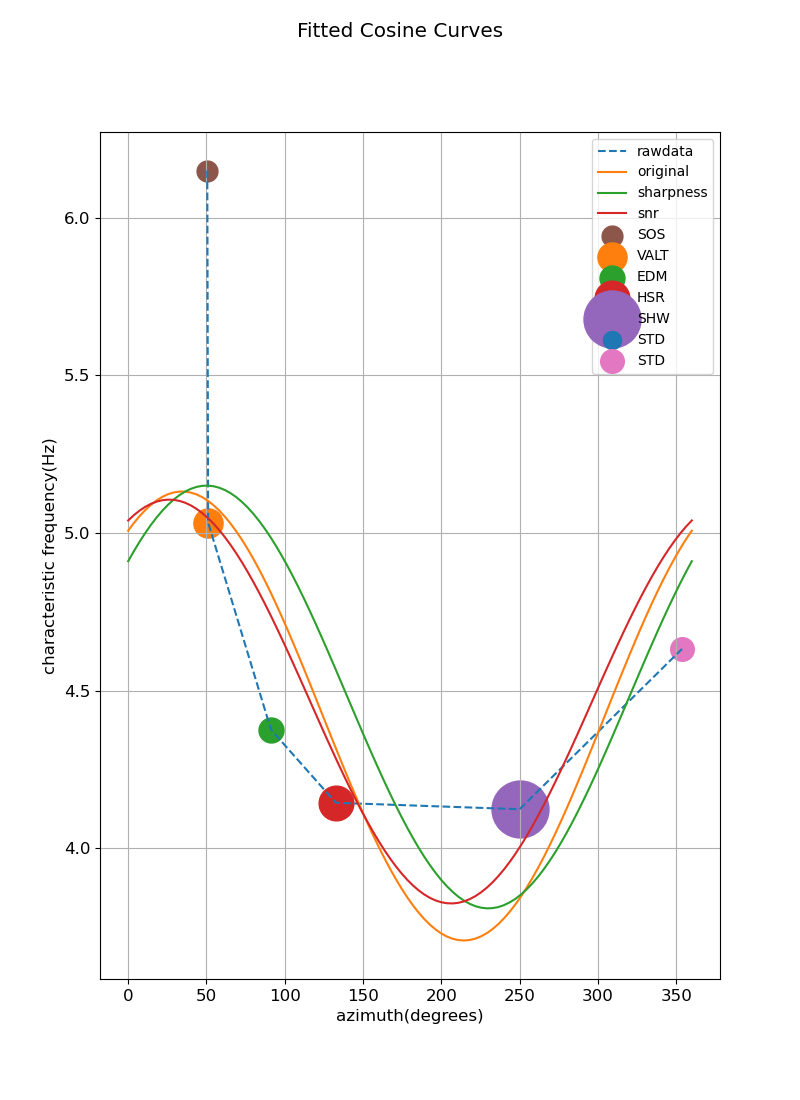 Fitted Cosine Curves
rawdata
original
sharpness
snr
SOS
VALT
EDM
HSR
SHW
STD
STD
6.0
5.5
5.0
4.5
4.0
characteristic frequency(Hz)
0 50 100 150 200 250 300 350
azimuth(degrees)